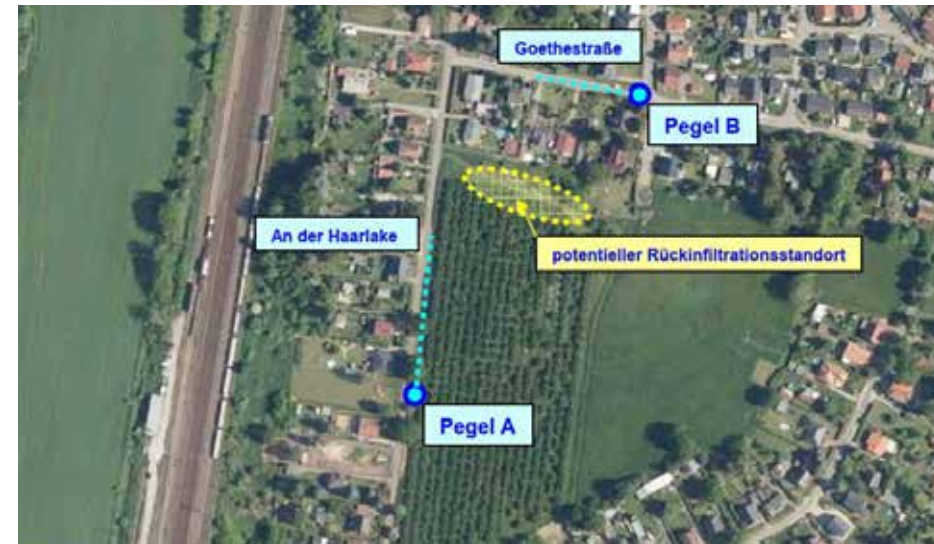 Goethestraße
Pegel B
An der Haarlake
potentieller Rückinfiltrationsstandort
Pegel A